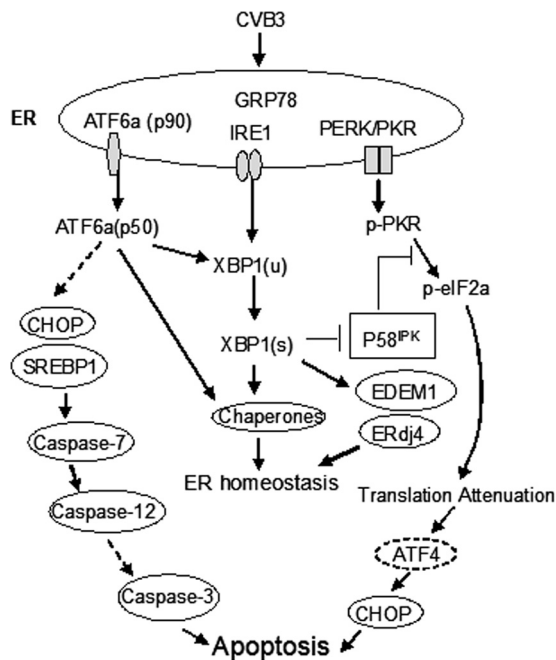 CVB3
GRP78
ER
ATF6a (p90)
IRE1
PERK/PKR
ATF6a(p50)
p-PKR
XBP1(u)
p-eIF2a
CHOP
SREBP1
XBP1(s)
P58IPK
EDEM1
Chaperones
ERdj4
Caspase-7
ER homeostasis
Caspase-12
Translation Attenuation
ATF4
Caspase-3
CHOP
Apoptosis